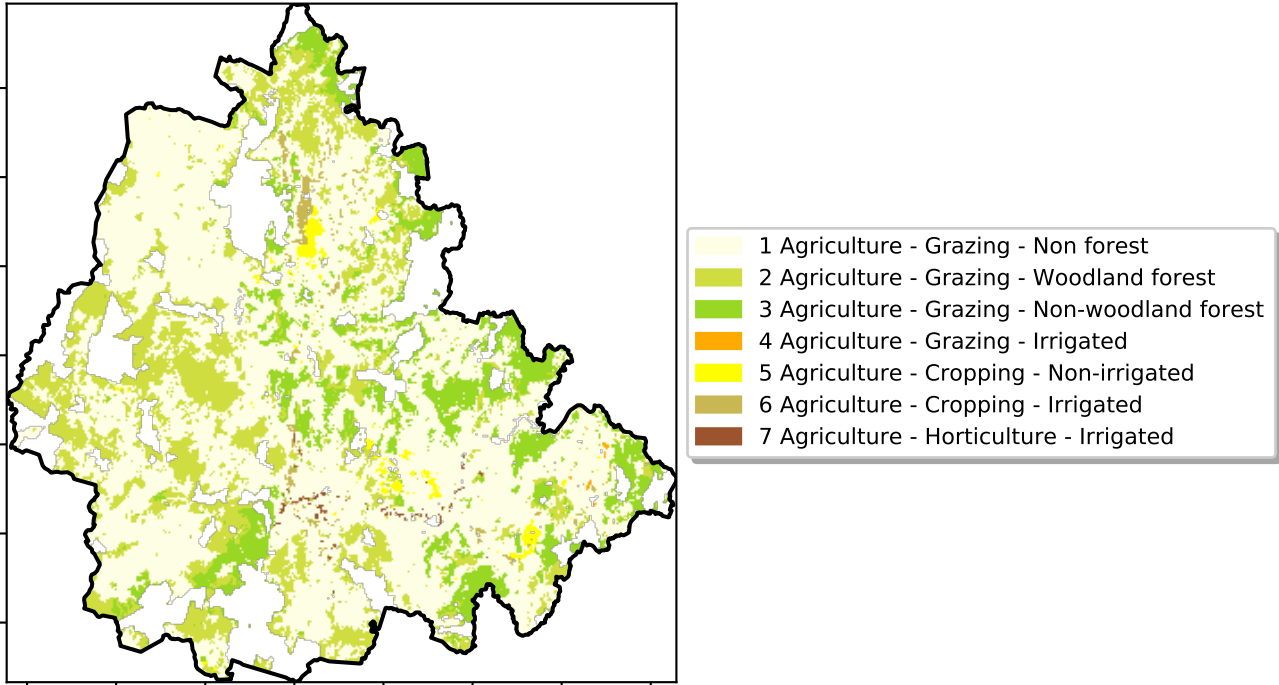 1 Agriculture - Grazing - Non forest
2 Agriculture - Grazing - Woodland forest
3 Agriculture - Grazing - Non-woodland forest
4 Agriculture - Grazing - Irrigated
5 Agriculture - Cropping - Non-irrigated
6 Agriculture - Cropping - Irrigated
7 Agriculture - Horticulture - Irrigated